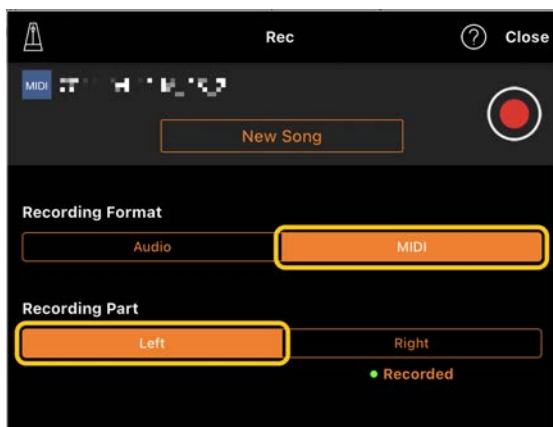 Rec
Close
MIDI
New Song
Recording Format
Audio MIDI
Recording Part
Left Right
Recorded